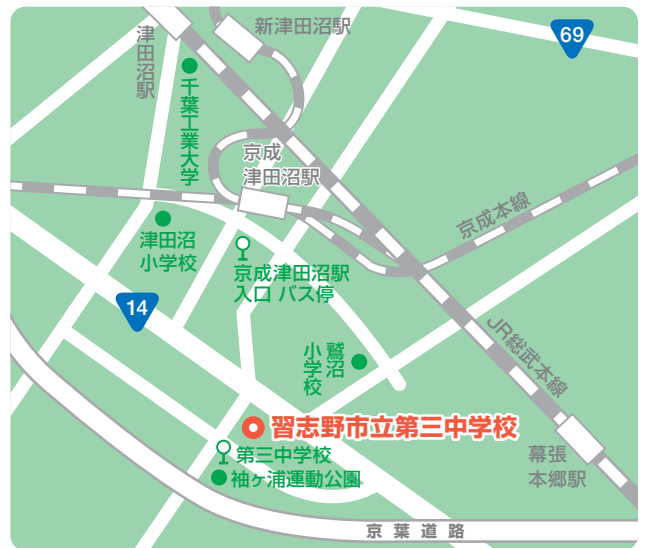 津田沼駅
新津田沼駅
69
千葉工業大学
京成
津田沼駅
京成本線
津田沼
小学校
京成津田沼駅
入口 バス停
14
JR総武本線
鷲沼
小学校
習志野市立第三中学校
第三中学校
袖ヶ浦運動公園
幕張
本郷駅
京葉道路